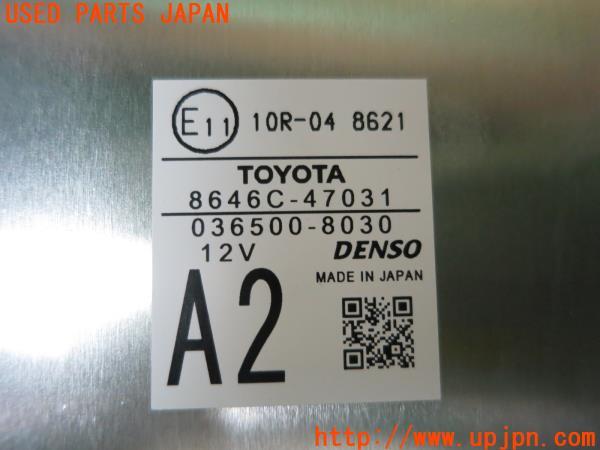 USED PARTS JAPAN
E11 10R-04 8621
TOYOTA
8646C-47031
036500-8030
12V DENSO
MADE IN JAPAN
A2
UPJ
http://www.upjpn.com